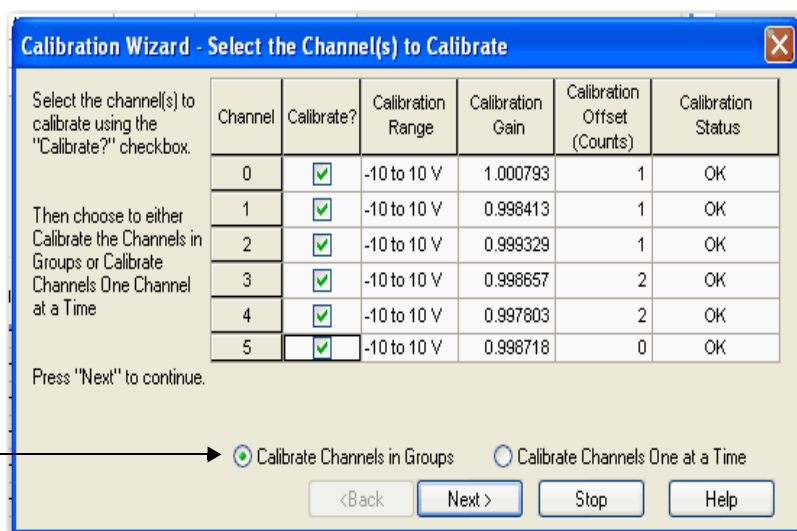 Calibration Wizard - Select the Channel(s) to Calibrate
Select the channel(s) to
calibrate using the
"Calibrate?" checkbox.
Then choose to either
Calibrate the Channels in
Groups or Calibrate
Channels One Channel
at a Time
Press "Next" to continue.
Channel Calibrate? Calibration Range Calibration Gain Calibration Offset (Counts) Calibration Status
0 -10 to 10 V 1.000793 1 OK
1 -10 to 10 V 0.998413 1 OK
2 -10 to 10 V 0.999329 1 OK
3 -10 to 10 V 0.998657 2 OK
4 -10 to 10 V 0.997803 2 OK
5 -10 to 10 V 0.998718 0 OK
Calibrate Channels in Groups Calibrate Channels One at a Time
<Back Next > Stop Help